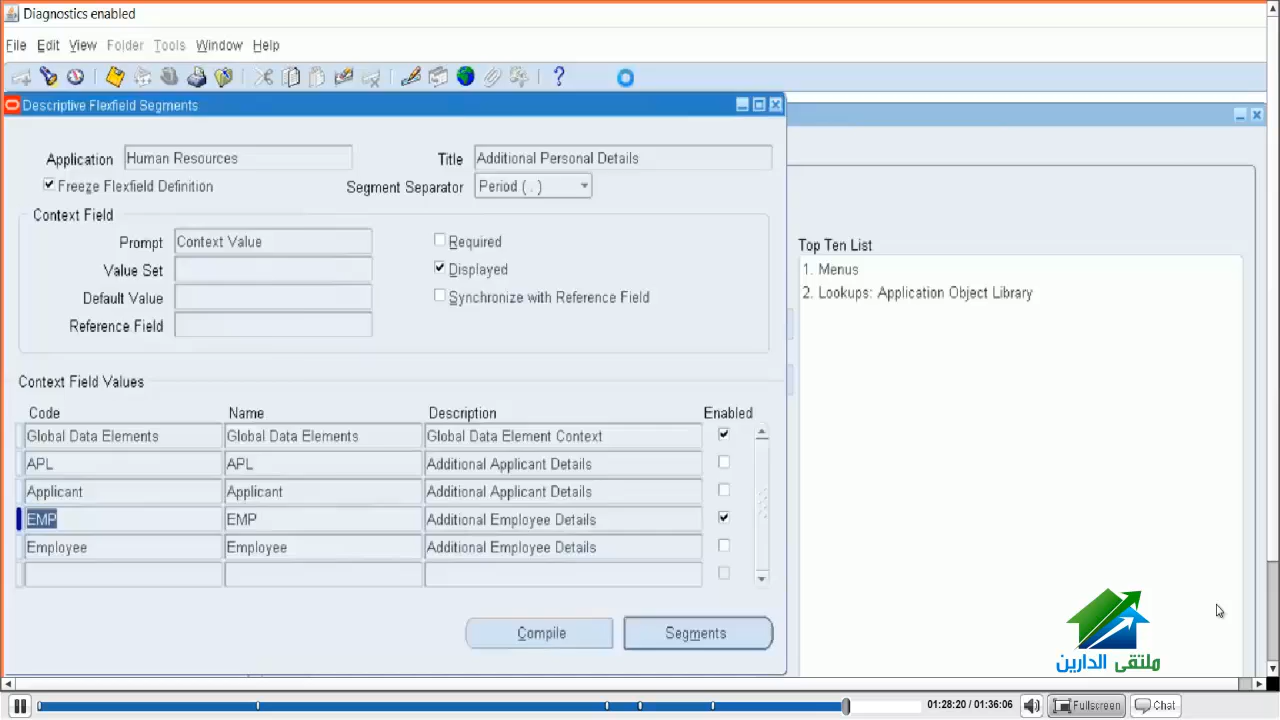 Diagnostics enabled
File Edit View Folder Tools Window Help
Descriptive Flexfield Segments
Application Human Resources Title Additional Personal Details
Freeze Flexfield Definition Segment Separator Period ( . )
Context Field
Prompt Context Value Required
Value Set Displayed
Default Value Synchronize with Reference Field
Reference Field
Context Field Values
Code Name Description Enabled
Global Data Elements Global Data Elements Global Data Element Context
APL APL Additional Applicant Details
Applicant Applicant Additional Applicant Details
EMP EMP Additional Employee Details
Employee Employee Additional Employee Details
Compile Segments
Top Ten List
1. Menus
2. Lookups: Application Object Library
ملتقى الدارين
01:28:20 / 01:36:06 Fullscreen Chat